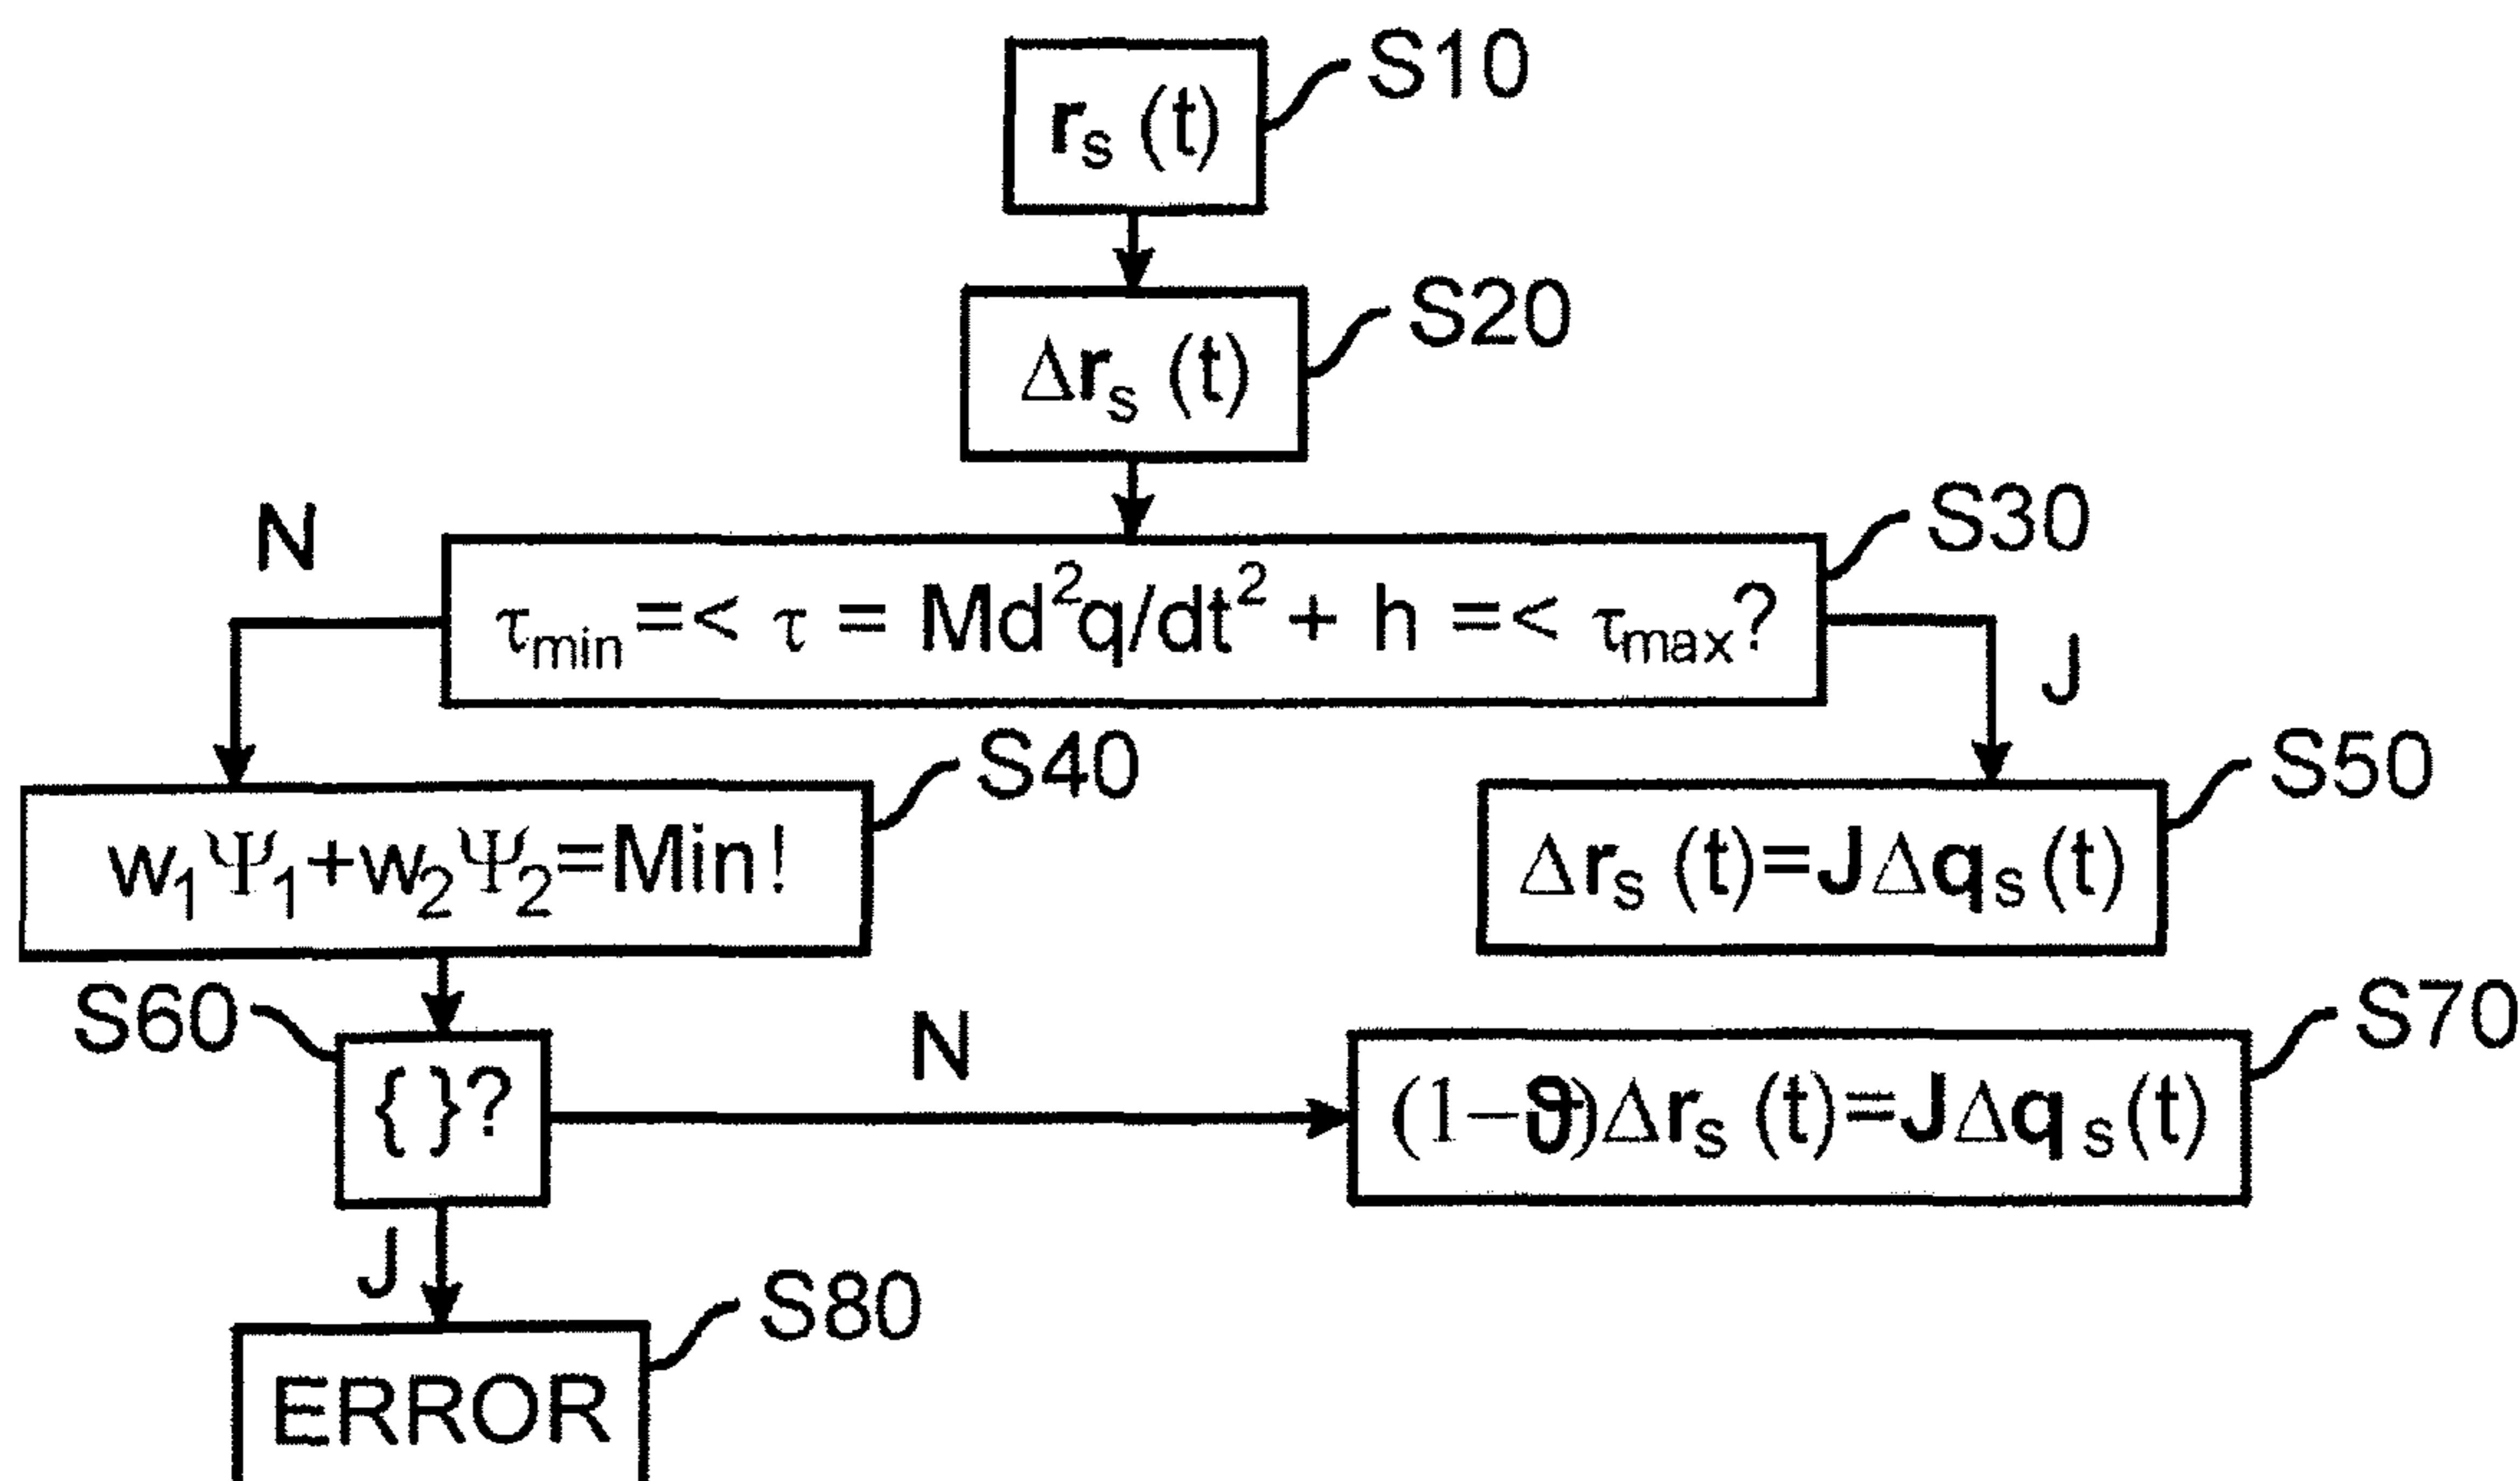 r_s (t) S10
Δr_s (t) S20
N
τ_min =< τ = Md²q/dt² + h =< τ_max? S30
J
w₁Ψ₁+w₂Ψ₂=Min! S40
Δr_s (t)=JΔq_s (t) S50
S60 { }? N
(1−ϑ)Δr_s (t)=JΔq_s (t) S70
J
ERROR S80